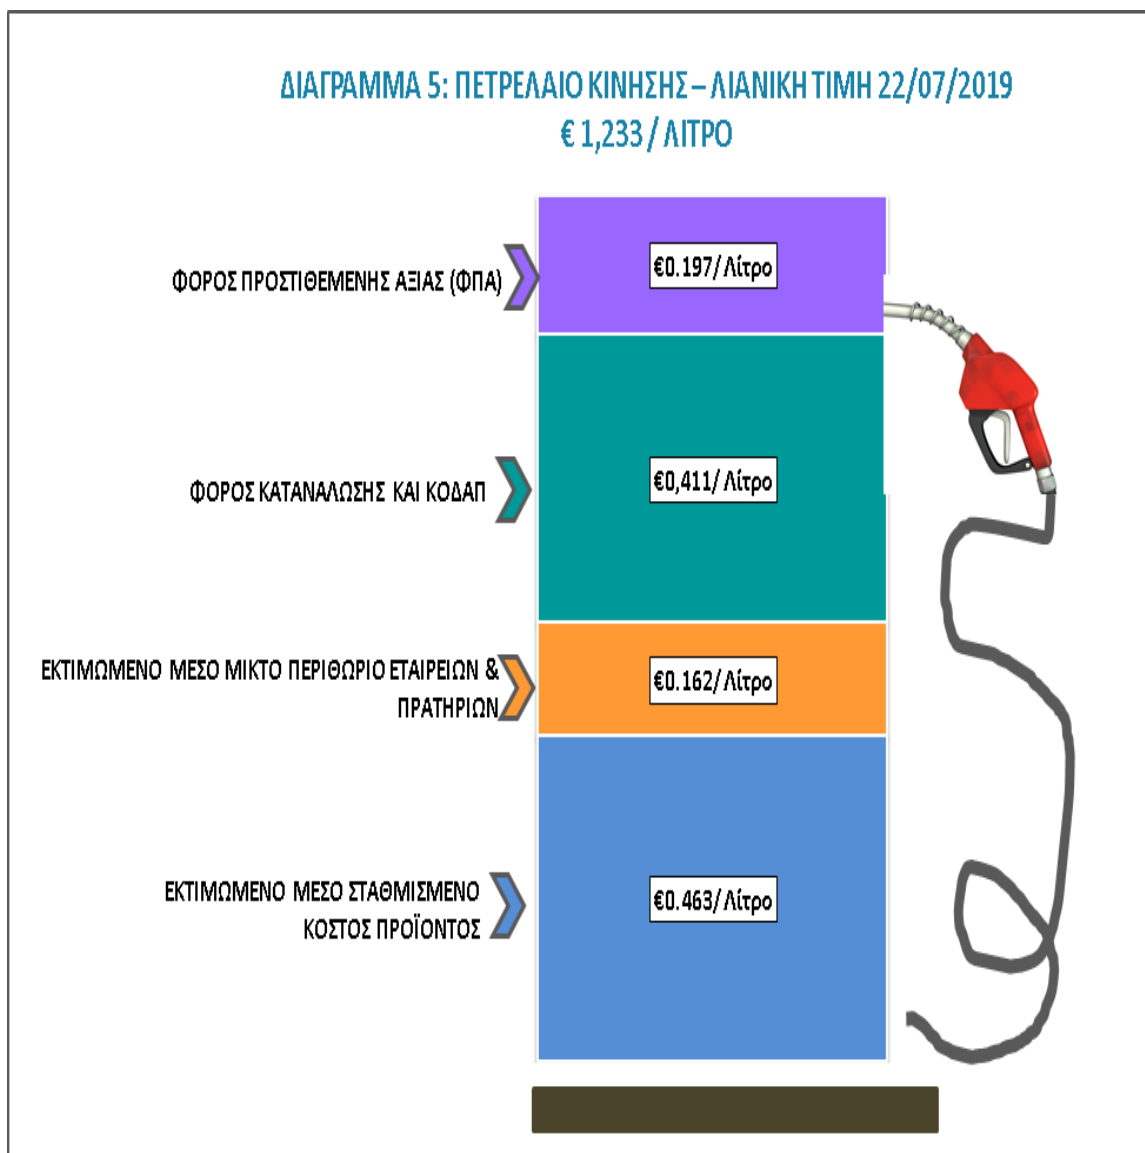 ΔΙΑΓΡΑΜΜΑ 5: ΠΕΤΡΕΛΑΙΟ ΚΙΝΗΣΗΣ – ΛΙΑΝΙΚΗ ΤΙΜΗ 22/07/2019
€ 1,233 / ΛΙΤΡΟ
ΦΟΡΟΣ ΠΡΟΣΤΙΘΕΜΕΝΗΣ ΑΞΙΑΣ (ΦΠΑ)
€0.197/ Λίτρο
ΦΟΡΟΣ ΚΑΤΑΝΑΛΩΣΗΣ ΚΑΙ ΚΟΔΑΠ
€0,411/ Λίτρο
ΕΚΤΙΜΩΜΕΝΟ ΜΕΣΟ ΜΙΚΤΟ ΠΕΡΙΘΩΡΙΟ ΕΤΑΙΡΕΙΩΝ &
ΠΡΑΤΗΡΙΩΝ
€0.162/ Λίτρο
ΕΚΤΙΜΩΜΕΝΟ ΜΕΣΟ ΣΤΑΘΜΙΣΜΕΝΟ
ΚΟΣΤΟΣ ΠΡΟΪΟΝΤΟΣ
€0.463/ Λίτρο